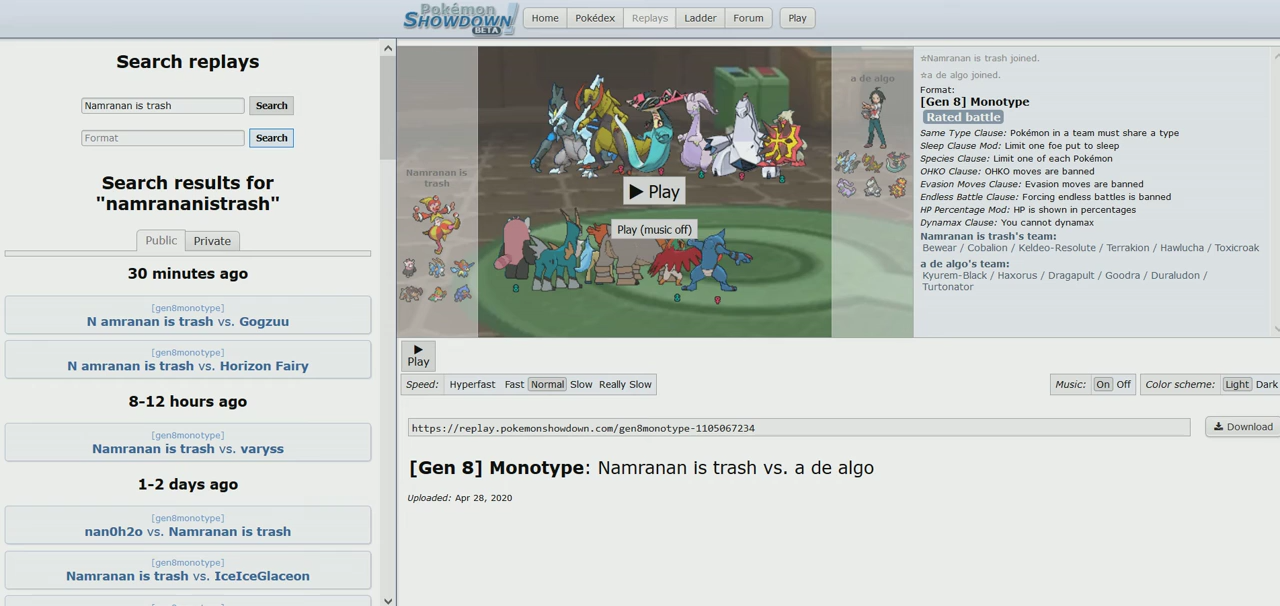 Pokémon
SHOWDOWN!
BETA
Home
Pokédex
Replays
Ladder
Forum
Play
Search replays
Namranan is trash
Search
Format
Search
Search results for
"namrananistrash"
Public
Private
30 minutes ago
[gen8monotype]
N amranan is trash vs. Gogzuu
[gen8monotype]
N amranan is trash vs. Horizon Fairy
8-12 hours ago
[gen8monotype]
Namranan is trash vs. varyss
1-2 days ago
[gen8monotype]
nan0h2o vs. Namranan is trash
[gen8monotype]
Namranan is trash vs. IceIceGlaceon
Namranan is
trash
a de algo
Play
Play (music off)
☆Namranan is trash joined.
☆a de algo joined.
Format:
[Gen 8] Monotype
Rated battle
Same Type Clause: Pokémon in a team must share a type
Sleep Clause Mod: Limit one foe put to sleep
Species Clause: Limit one of each Pokémon
OHKO Clause: OHKO moves are banned
Evasion Moves Clause: Evasion moves are banned
Endless Battle Clause: Forcing endless battles is banned
HP Percentage Mod: HP is shown in percentages
Dynamax Clause: You cannot dynamax
Namranan is trash's team:
Bewear / Cobalion / Keldeo-Resolute / Terrakion / Hawlucha / Toxicroak
a de algo's team:
Kyurem-Black / Haxorus / Dragapult / Goodra / Duraludon /
Turtonator
Play
Speed: Hyperfast Fast Normal Slow Really Slow
Music: On Off
Color scheme: Light Dark
https://replay.pokemonshowdown.com/gen8monotype-1105067234
Download
[Gen 8] Monotype: Namranan is trash vs. a de algo
Uploaded: Apr 28, 2020